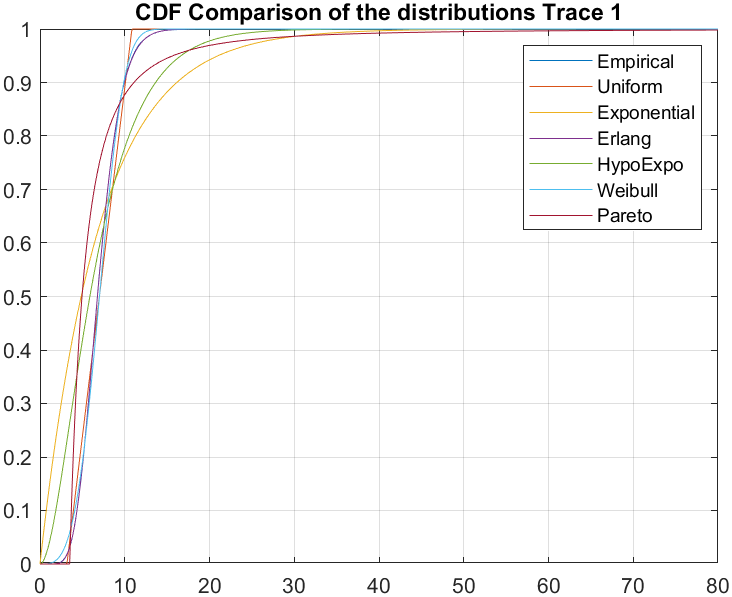 CDF Comparison of the distributions Trace 1
1
0.9
0.8
0.7
0.6
0.5
0.4
0.3
0.2
0.1
0
Empirical
Uniform
Exponential
Erlang
HypoExpo
Weibull
Pareto
0 10 20 30 40 50 60 70 80